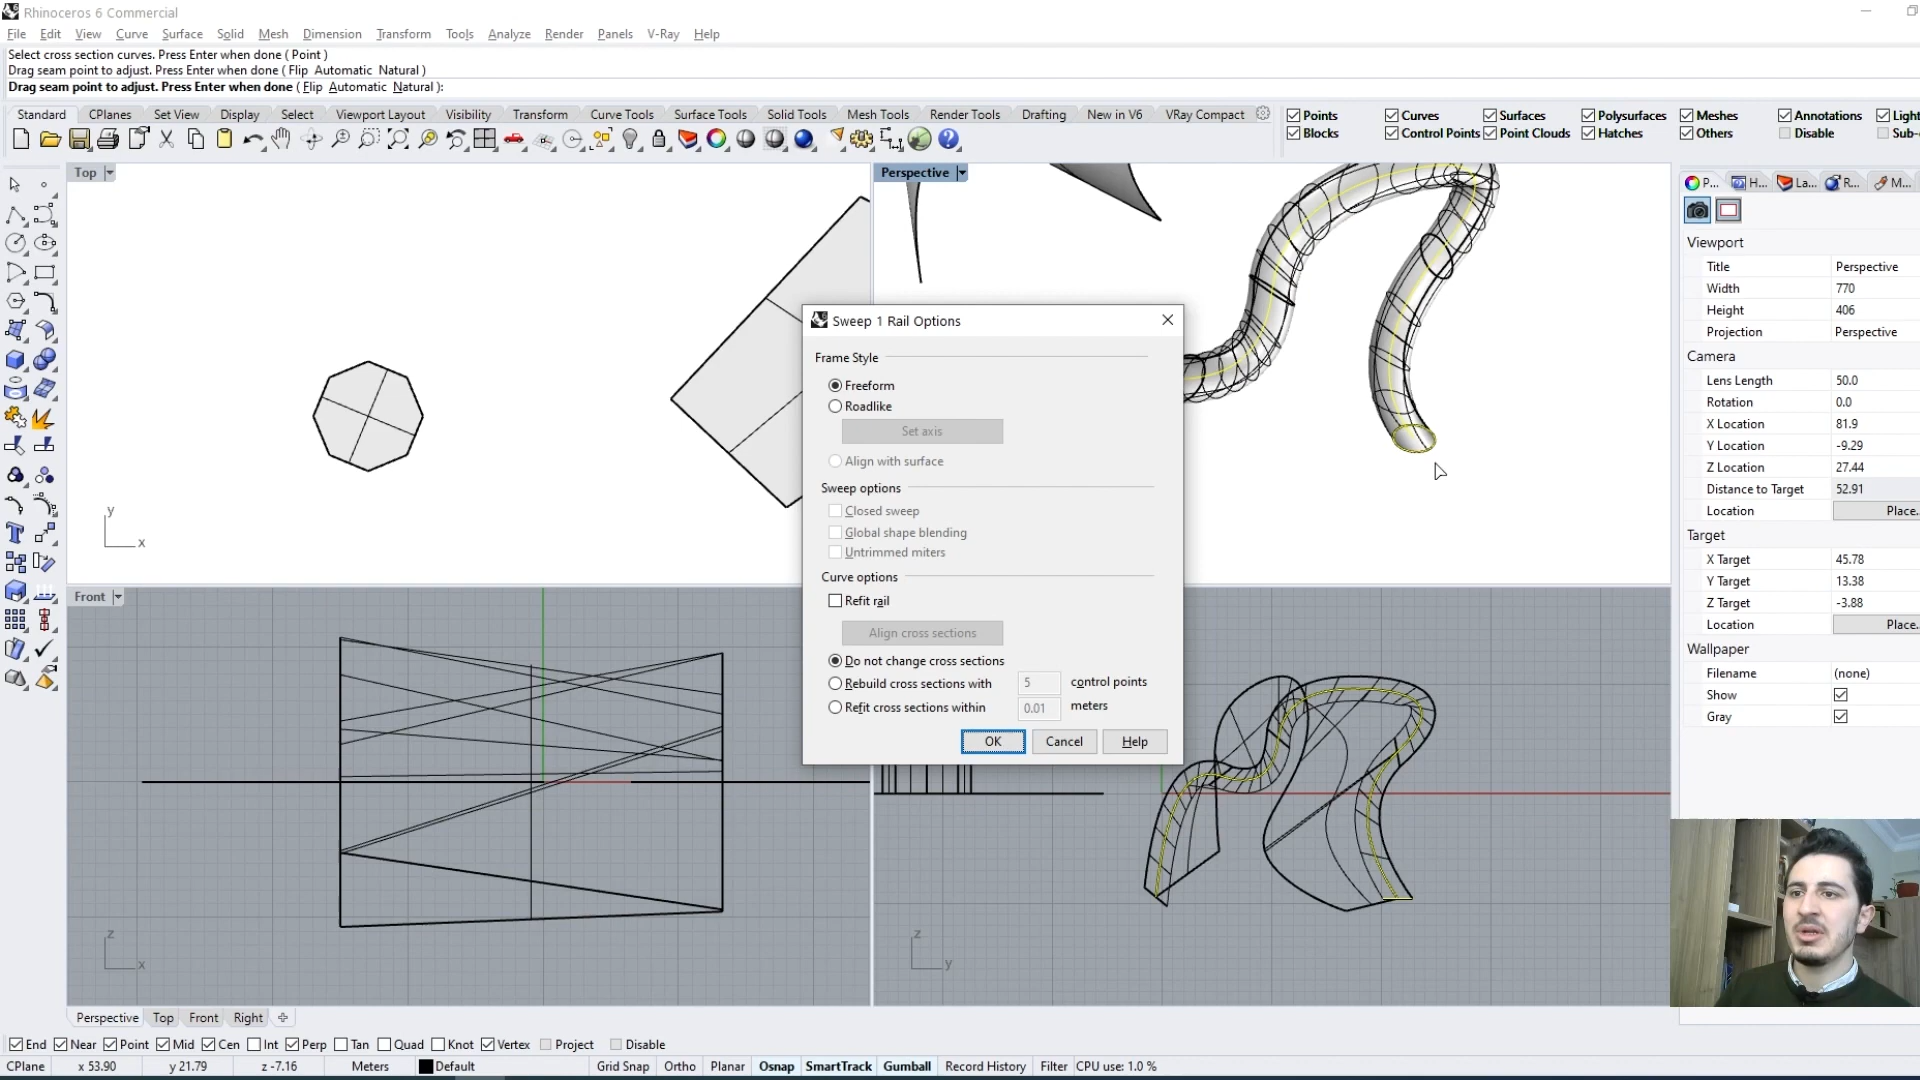 Rhinoceros 6 Commercial
File Edit View Curve Surface Solid Mesh Dimension Transform Tools Analyze Render Panels V-Ray Help
Select cross section curves. Press Enter when done ( Point )
Drag seam point to adjust. Press Enter when done ( Flip Automatic Natural )
Drag seam point to adjust. Press Enter when done ( Flip Automatic Natural ):
Standard CPlanes Set View Display Select Viewport Layout Visibility Transform Curve Tools Surface Tools Solid Tools Mesh Tools Render Tools Drafting New in V6 VRay Compact
Points Curves Surfaces Polysurfaces Meshes Annotations Light
Blocks Control Points Point Clouds Hatches Others Disable Sub-
Top
Perspective
P... H... La... R... M...
Viewport
Title Perspective
Width 770
Height 406
Projection Perspective
Camera
Lens Length 50.0
Rotation 0.0
X Location 81.9
Y Location -9.29
Z Location 27.44
Distance to Target 52.91
Location Place..
Target
X Target 45.78
Y Target 13.38
Z Target -3.88
Location Place..
Wallpaper
Filename (none)
Show
Gray
Sweep 1 Rail Options
Frame Style
Freeform
Roadlike
Set axis
Align with surface
Sweep options
Closed sweep
Global shape blending
Untrimmed miters
Curve options
Refit rail
Align cross sections
Do not change cross sections
Rebuild cross sections with 5 control points
Refit cross sections within 0.01 meters
OK Cancel Help
y
x
Front
z
x
z
y
Perspective Top Front Right
End Near Point Mid Cen Int Perp Tan Quad Knot Vertex Project Disable
CPlane x 53.90 y 21.79 z -7.16 Meters Default Grid Snap Ortho Planar Osnap SmartTrack Gumball Record History Filter CPU use: 1.0 %